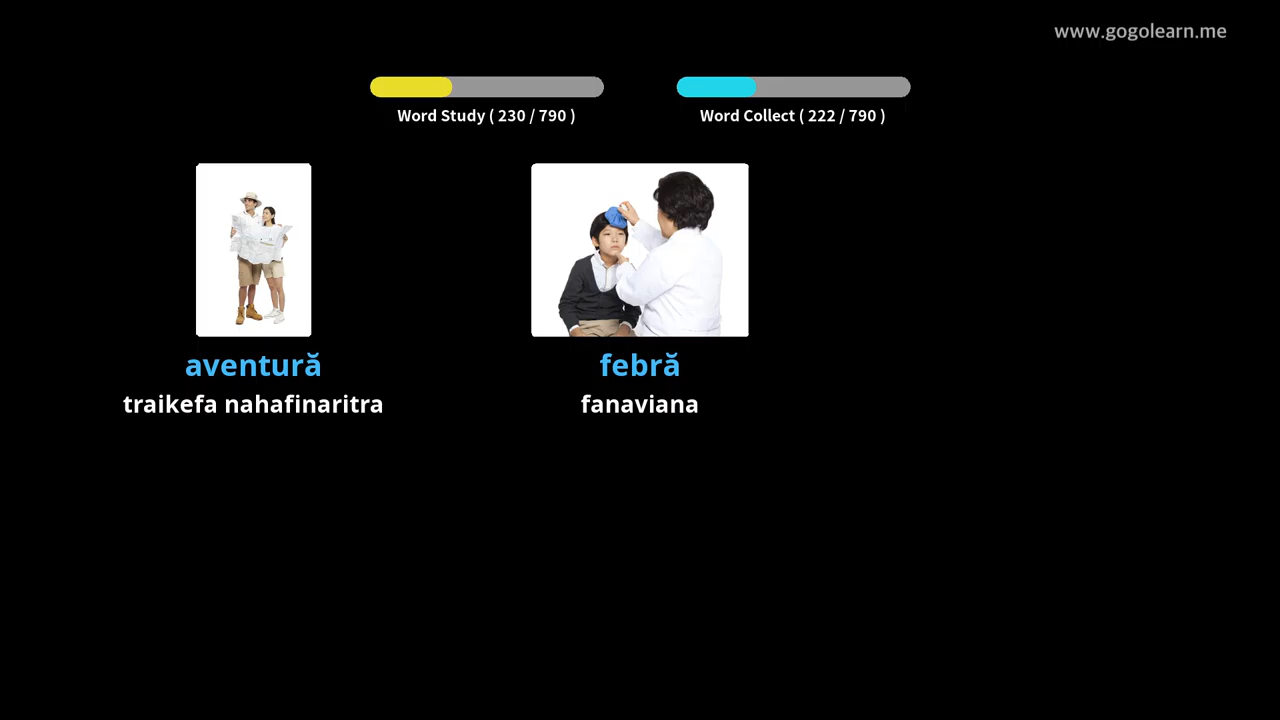 www.gogolearn.me
Word Study ( 230 / 790 )
Word Collect ( 222 / 790 )
aventură
traikefa nahafinaritra
febră
fanaviana